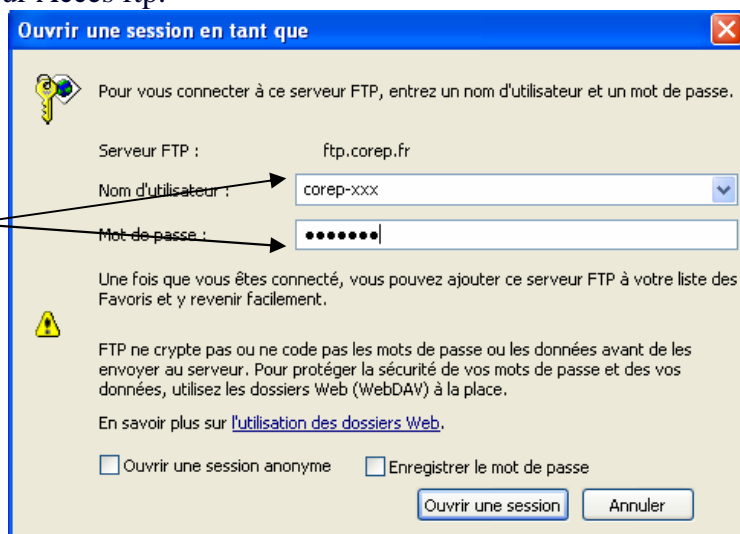 ur Accès ftp.
Ouvrir une session en tant que
Pour vous connecter à ce serveur FTP, entrez un nom d'utilisateur et un mot de passe.
Serveur FTP : ftp.corep.fr
Nom d'utilisateur : corep-xxx
Mot de passe : •••••••
Une fois que vous êtes connecté, vous pouvez ajouter ce serveur FTP à votre liste des
Favoris et y revenir facilement.
FTP ne crypte pas ou ne code pas les mots de passe ou les données avant de les
envoyer au serveur. Pour protéger la sécurité de vos mots de passe et des vos
données, utilisez les dossiers Web (WebDAV) à la place.
En savoir plus sur l'utilisation des dossiers Web.
Ouvrir une session anonyme Enregistrer le mot de passe
Ouvrir une session Annuler